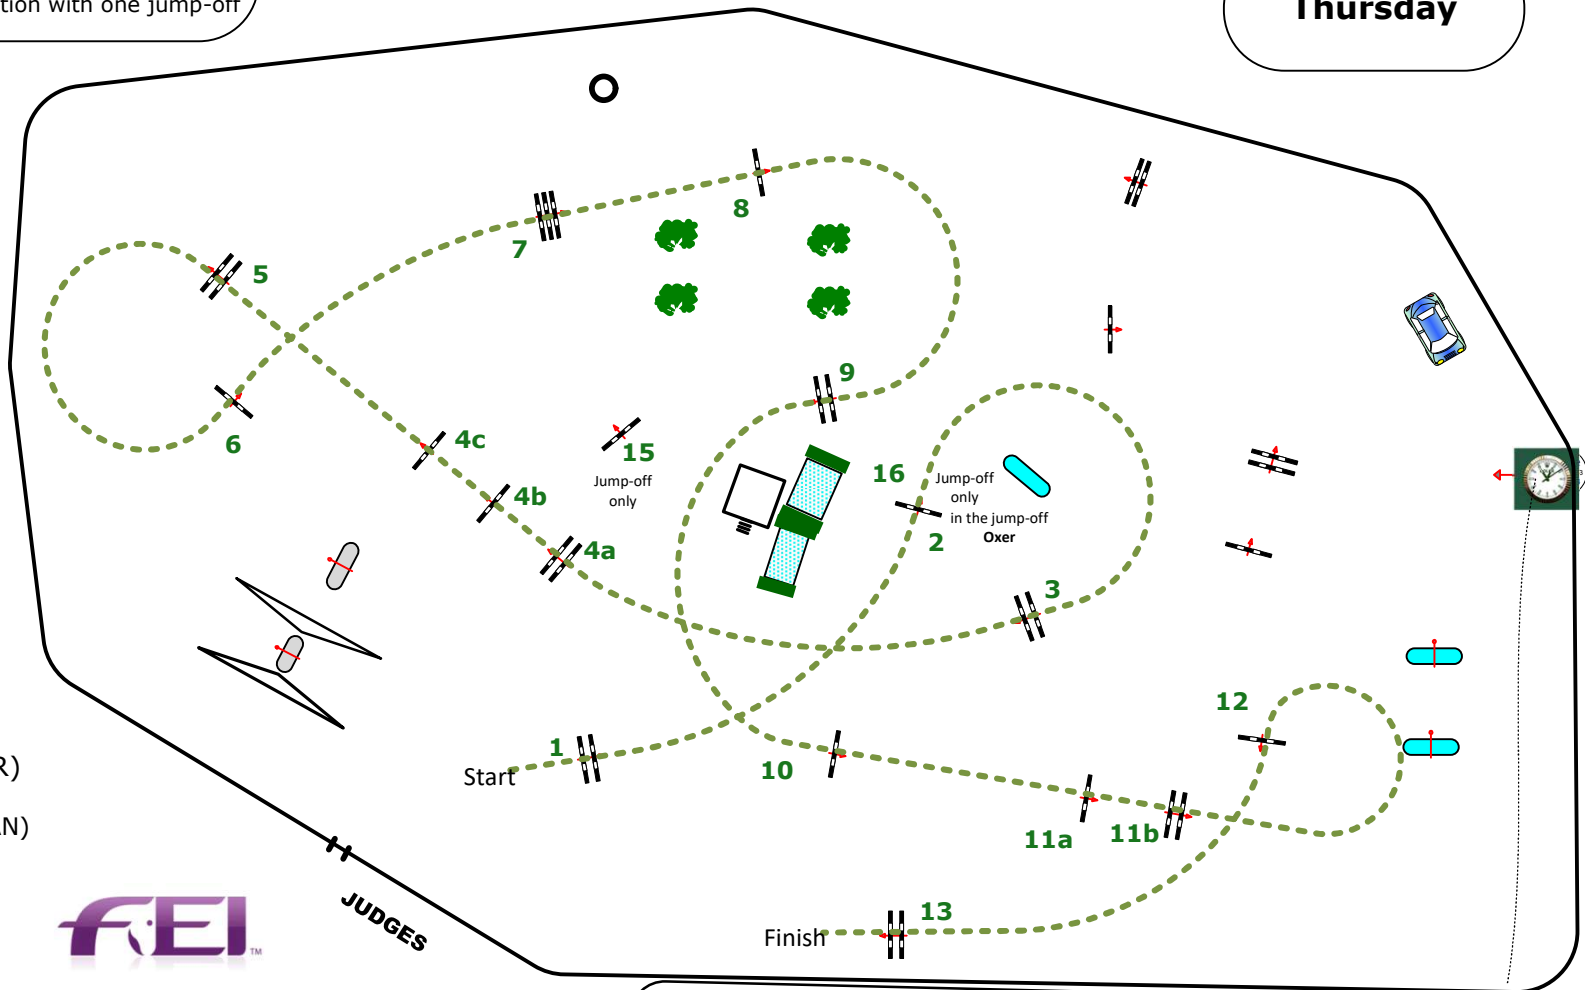 tion with one jump-off
Thursday
8
7
5
9
6
4c
15
Jump-off
only
4b
4a
16
Jump-off
only
in the jump-off
Oxer
2
3
12
1
Start
10
11a
11b
13
Finish
R)
N)
JUDGES
FEI
TM